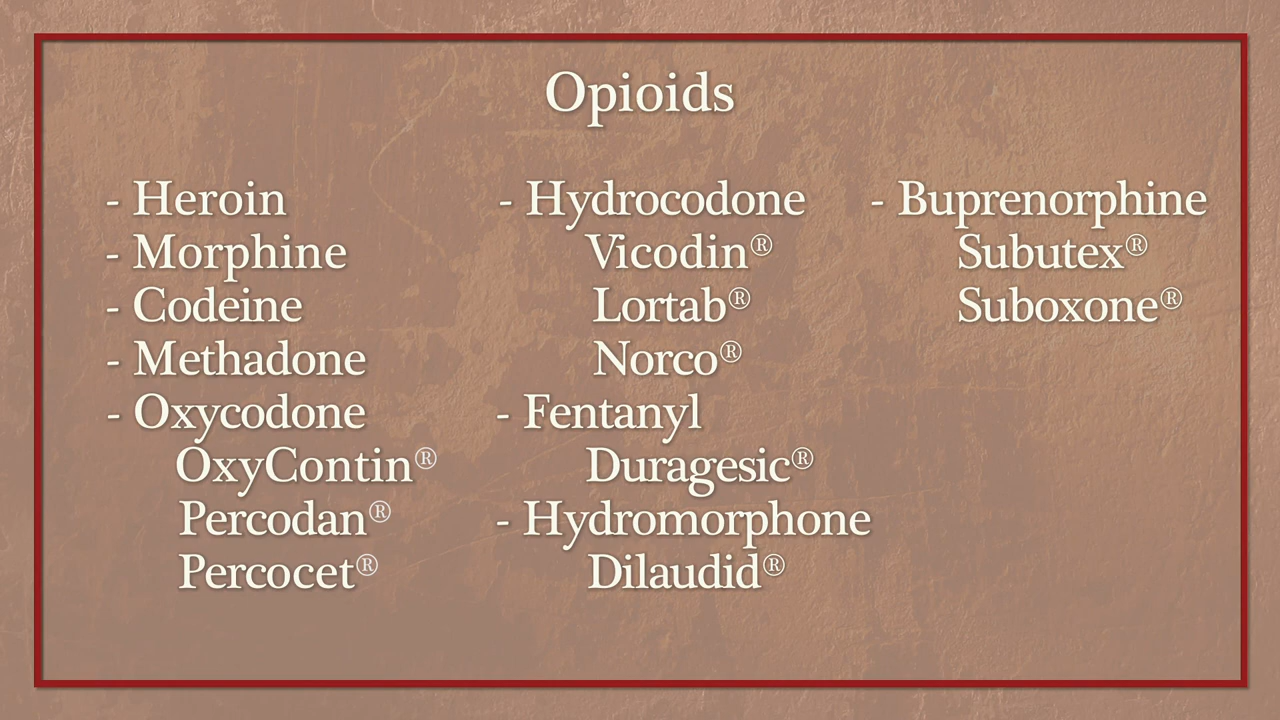 Opioids
- Heroin
- Morphine
- Codeine
- Methadone
- Oxycodone
OxyContin®
Percodan®
Percocet®
- Hydrocodone
Vicodin®
Lortab®
Norco®
- Fentanyl
Duragesic®
- Hydromorphone
Dilaudid®
- Buprenorphine
Subutex®
Suboxone®